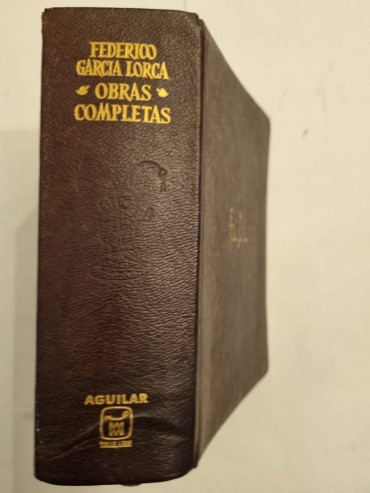 FEDERICO
GARCIA LORCA
OBRAS
COMPLETAS
AGUILAR